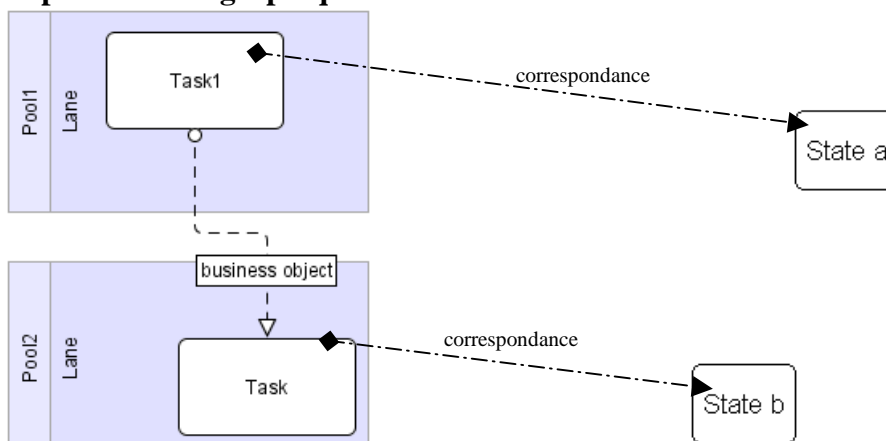 Task1
correspondance
Pool1
Lane
State a
business object
Pool2
Lane
correspondance
Task
State b